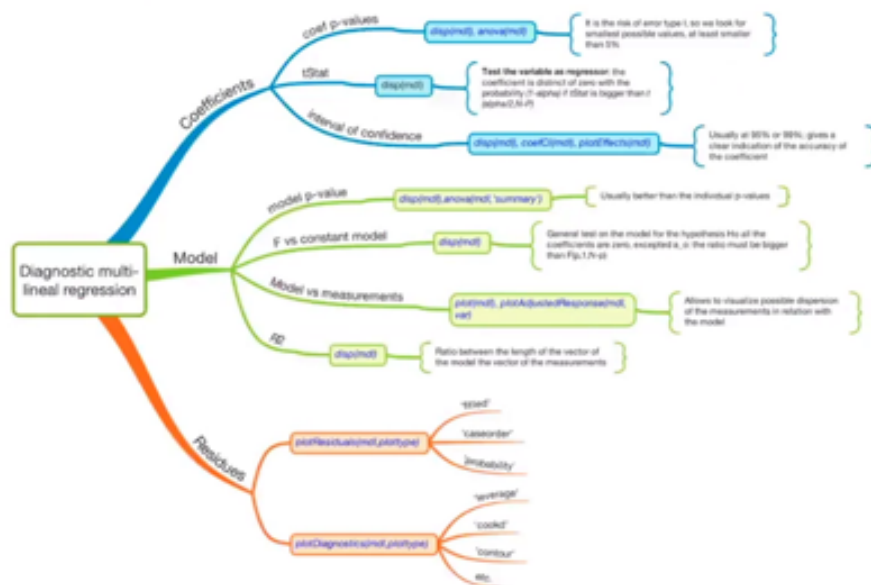 Diagnostic multi-
lineal regression
Coefficients
coef p-values
disp(mdl), anova(mdl)
It is the risk of error type I, so we look for
smallest possible values, at least smaller
than 5%
tStat
disp(mdl)
Test the variable as regressor: the
coefficient is distinct of zero with the
probability (1-alpha) if tStat is bigger than t
(alpha/2,N-P)
interval of confidence
disp(mdl), coefCI(mdl), plotEffects(mdl)
Usually at 95% or 99%; gives a
clear indication of the accuracy of
the coefficient
Model
model p-value
disp(mdl),anova(mdl,'summary')
Usually better than the individual p-values
F vs constant model
disp(mdl)
General test on the model for the hypothesis Ho all the
coefficients are zero, excepted a_o: the ratio must be bigger
than F(p,1,N-p)
Model vs measurements
plot(mdl), plotAdjustedResponse(mdl,
var)
Allows to visualize possible dispersion
of the measurements in relation with
the model
R2
disp(mdl)
Ratio between the length of the vector of
the model the vector of the measurements
Residues
plotResiduals(mdl,plottype)
'caseorder'
'probability'
plotDiagnostics(mdl,plottype)
'leverage'
'cookd'
'contour'
etc.